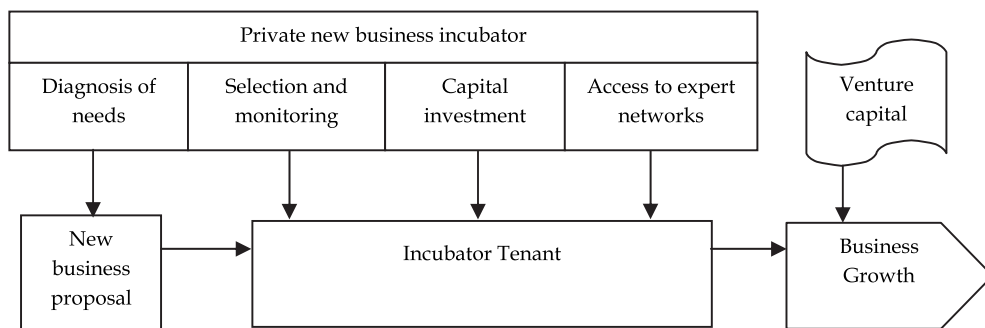 Private new business incubator
Diagnosis of
needs
Selection and
monitoring
Capital
investment
Access to expert
networks
Venture
capital
New
business
proposal
Incubator Tenant
Business
Growth